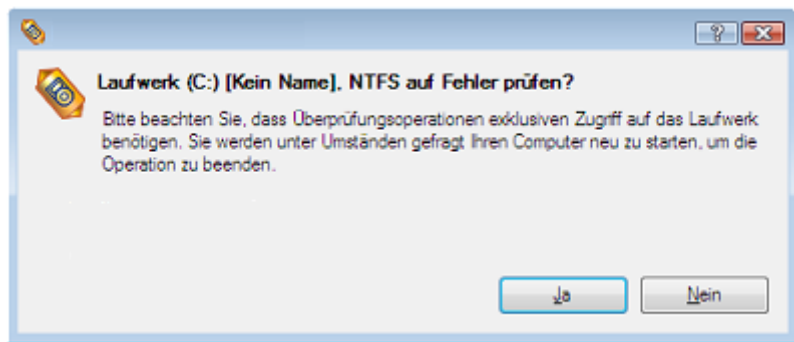 ?
Laufwerk (C:) [Kein Name], NTFS auf Fehler prüfen?
Bitte beachten Sie, dass Überprüfungsoperationen exklusiven Zugriff auf das Laufwerk
benötigen. Sie werden unter Umständen gefragt Ihren Computer neu zu starten, um die
Operation zu beenden.
Ja
Nein